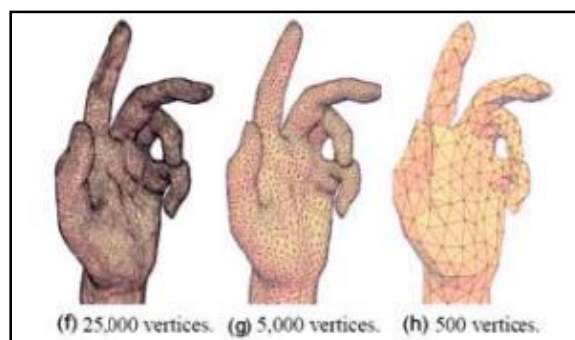 (f) 25,000 vertices. (g) 5,000 vertices. (h) 500 vertices.